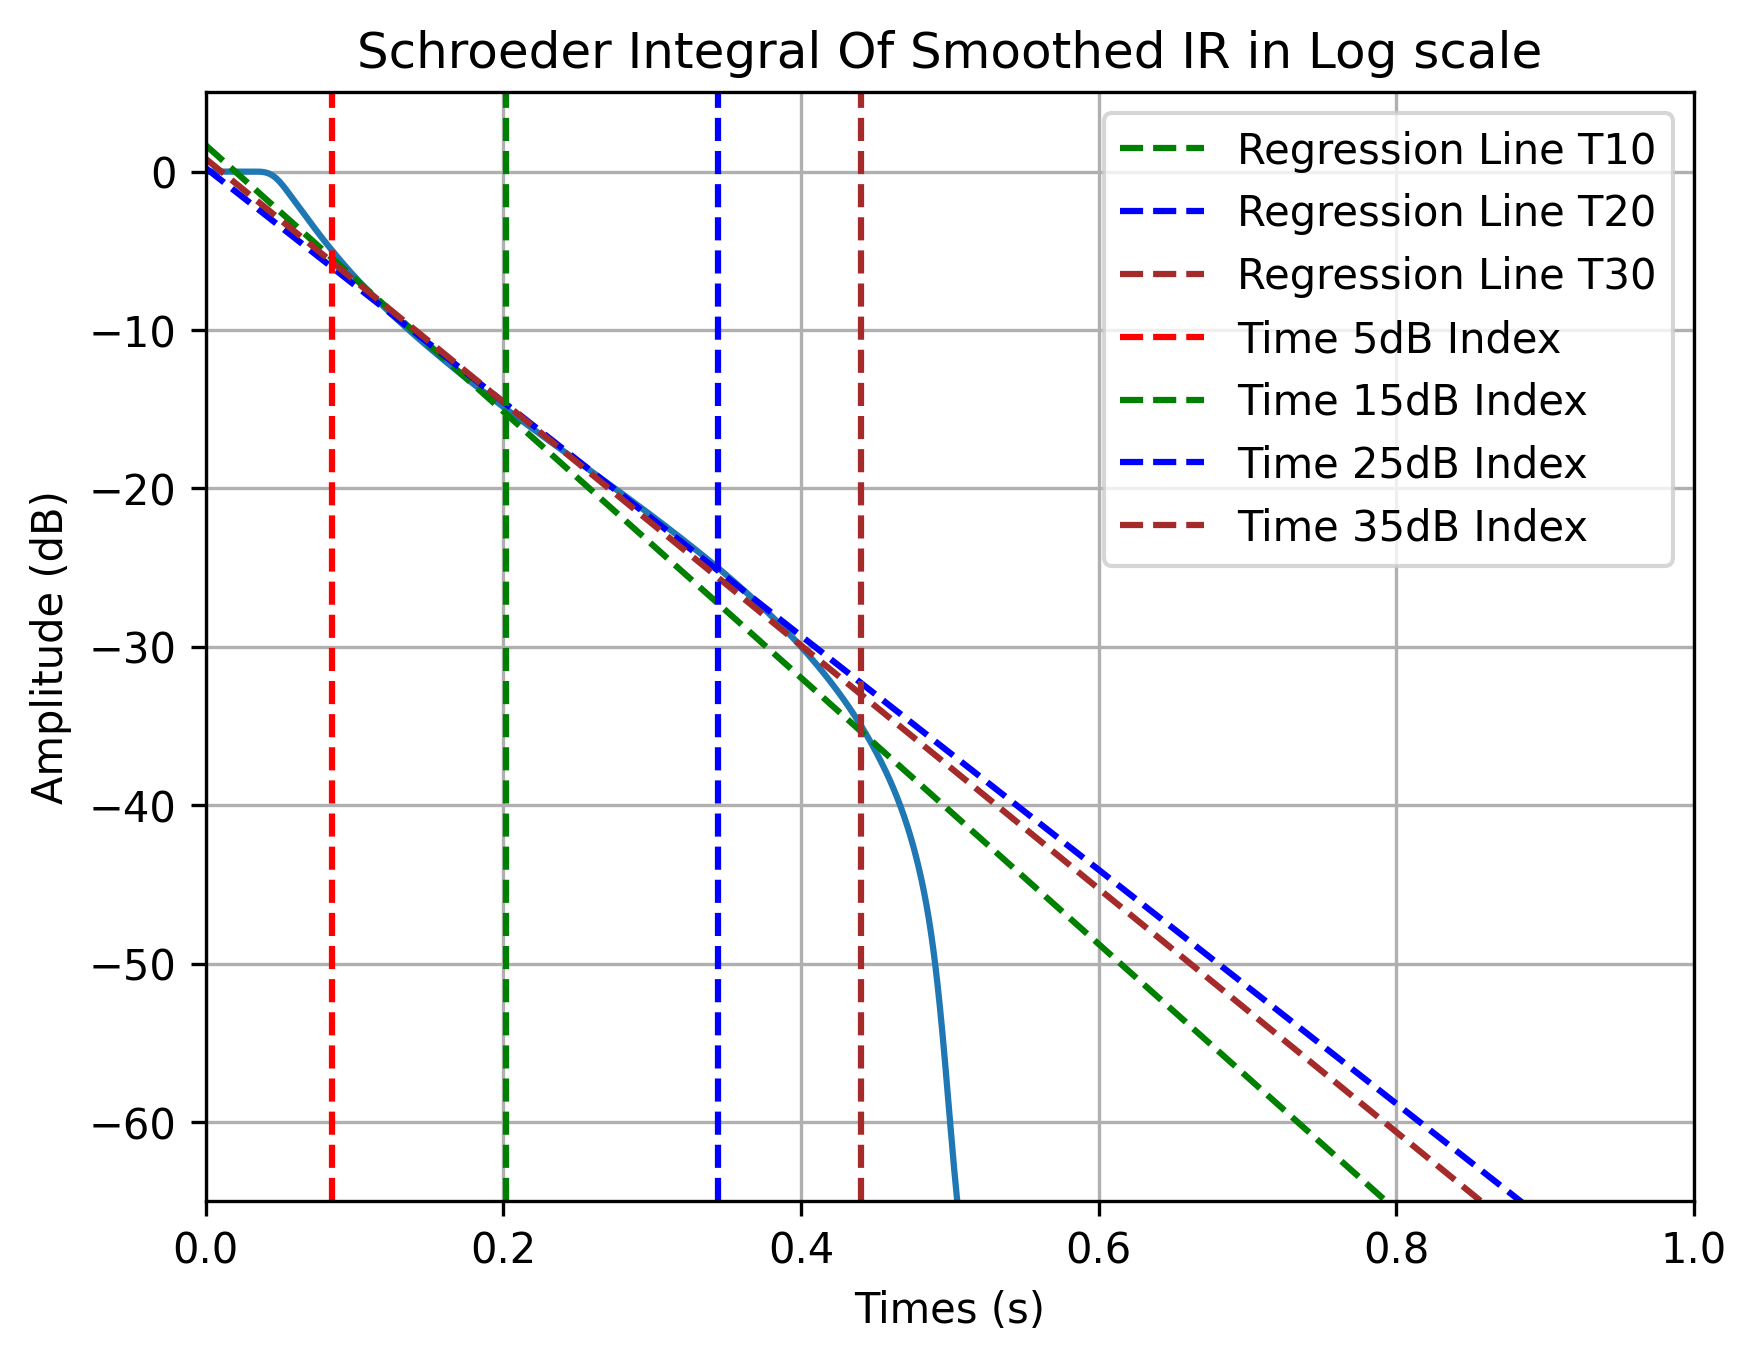 Schroeder Integral Of Smoothed IR in Log scale
Regression Line T10
Regression Line T20
Regression Line T30
Time 5dB Index
Time 15dB Index
Time 25dB Index
Time 35dB Index
Amplitude (dB)
0
−10
−20
−30
−40
−50
−60
0.0 0.2 0.4 0.6 0.8 1.0
Times (s)